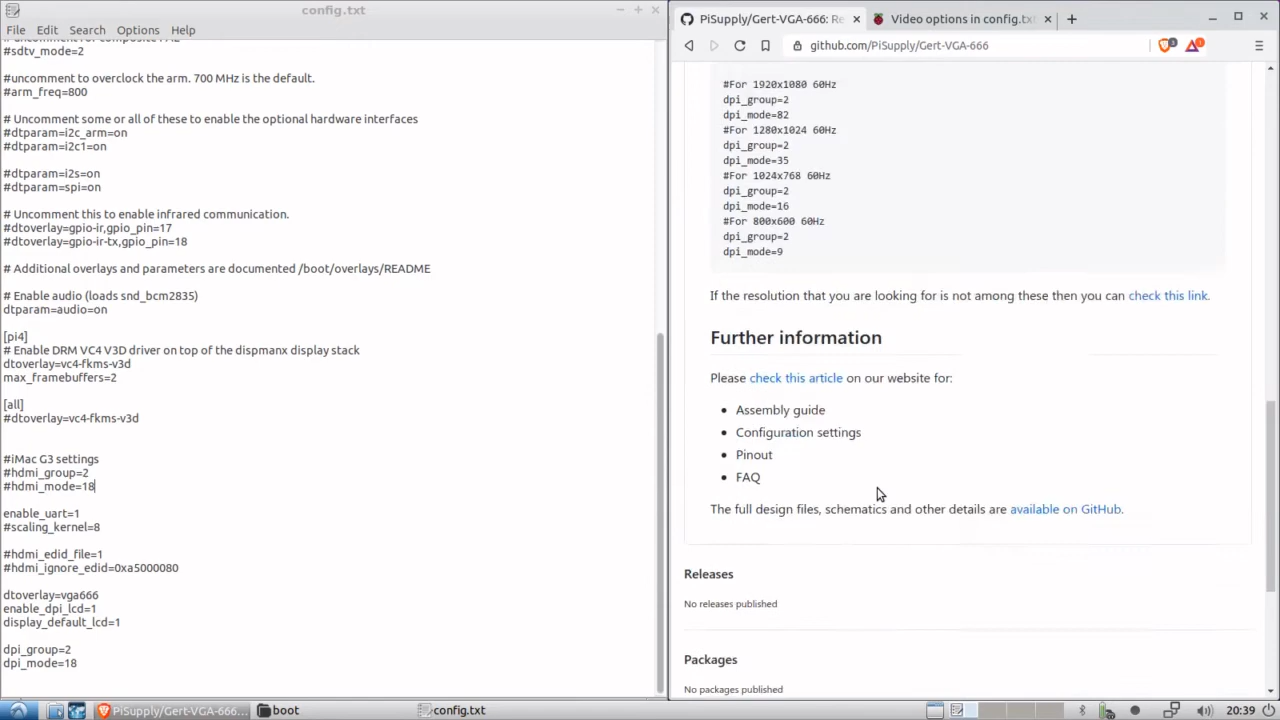 config.txt
File Edit Search Options Help
#sdtv_mode=2
#uncomment to overclock the arm. 700 MHz is the default.
#arm_freq=800
# Uncomment some or all of these to enable the optional hardware interfaces
#dtparam=i2c_arm=on
#dtparam=i2c1=on
#dtparam=i2s=on
#dtparam=spi=on
# Uncomment this to enable infrared communication.
#dtoverlay=gpio-ir,gpio_pin=17
#dtoverlay=gpio-ir-tx,gpio_pin=18
# Additional overlays and parameters are documented /boot/overlays/README
# Enable audio (loads snd_bcm2835)
dtparam=audio=on
[pi4]
# Enable DRM VC4 V3D driver on top of the dispmanx display stack
dtoverlay=vc4-fkms-v3d
max_framebuffers=2
[all]
#dtoverlay=vc4-fkms-v3d
#iMac G3 settings
#hdmi_group=2
#hdmi_mode=18
enable_uart=1
#scaling_kernel=8
#hdmi_edid_file=1
#hdmi_ignore_edid=0xa5000080
dtoverlay=vga666
enable_dpi_lcd=1
display_default_lcd=1
dpi_group=2
dpi_mode=18
PiSupply/Gert-VGA-666: Re
Video options in config.txt
github.com/PiSupply/Gert-VGA-666
#For 1920x1080 60Hz
dpi_group=2
dpi_mode=82
#For 1280x1024 60Hz
dpi_group=2
dpi_mode=35
#For 1024x768 60Hz
dpi_group=2
dpi_mode=16
#For 800x600 60Hz
dpi_group=2
dpi_mode=9
If the resolution that you are looking for is not among these then you can check this link.
Further information
Please check this article on our website for:
• Assembly guide
• Configuration settings
• Pinout
• FAQ
The full design files, schematics and other details are available on GitHub.
Releases
No releases published
Packages
No packages published
PiSupply/Gert-VGA-666...
boot
config.txt
20:39